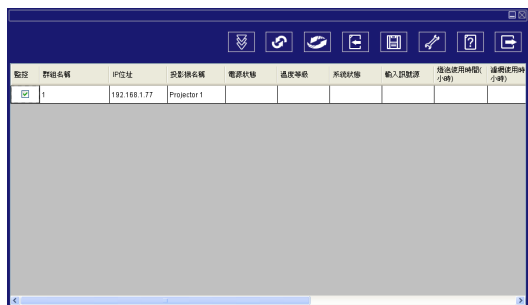 監控 群組名稱 IP位址 投影機名稱 電源狀態 溫度等級 系統狀態 輸入訊號源 燈泡使用時間( 濾網使用時
小時) 小時)
1 192.168.1.77 Projector 1